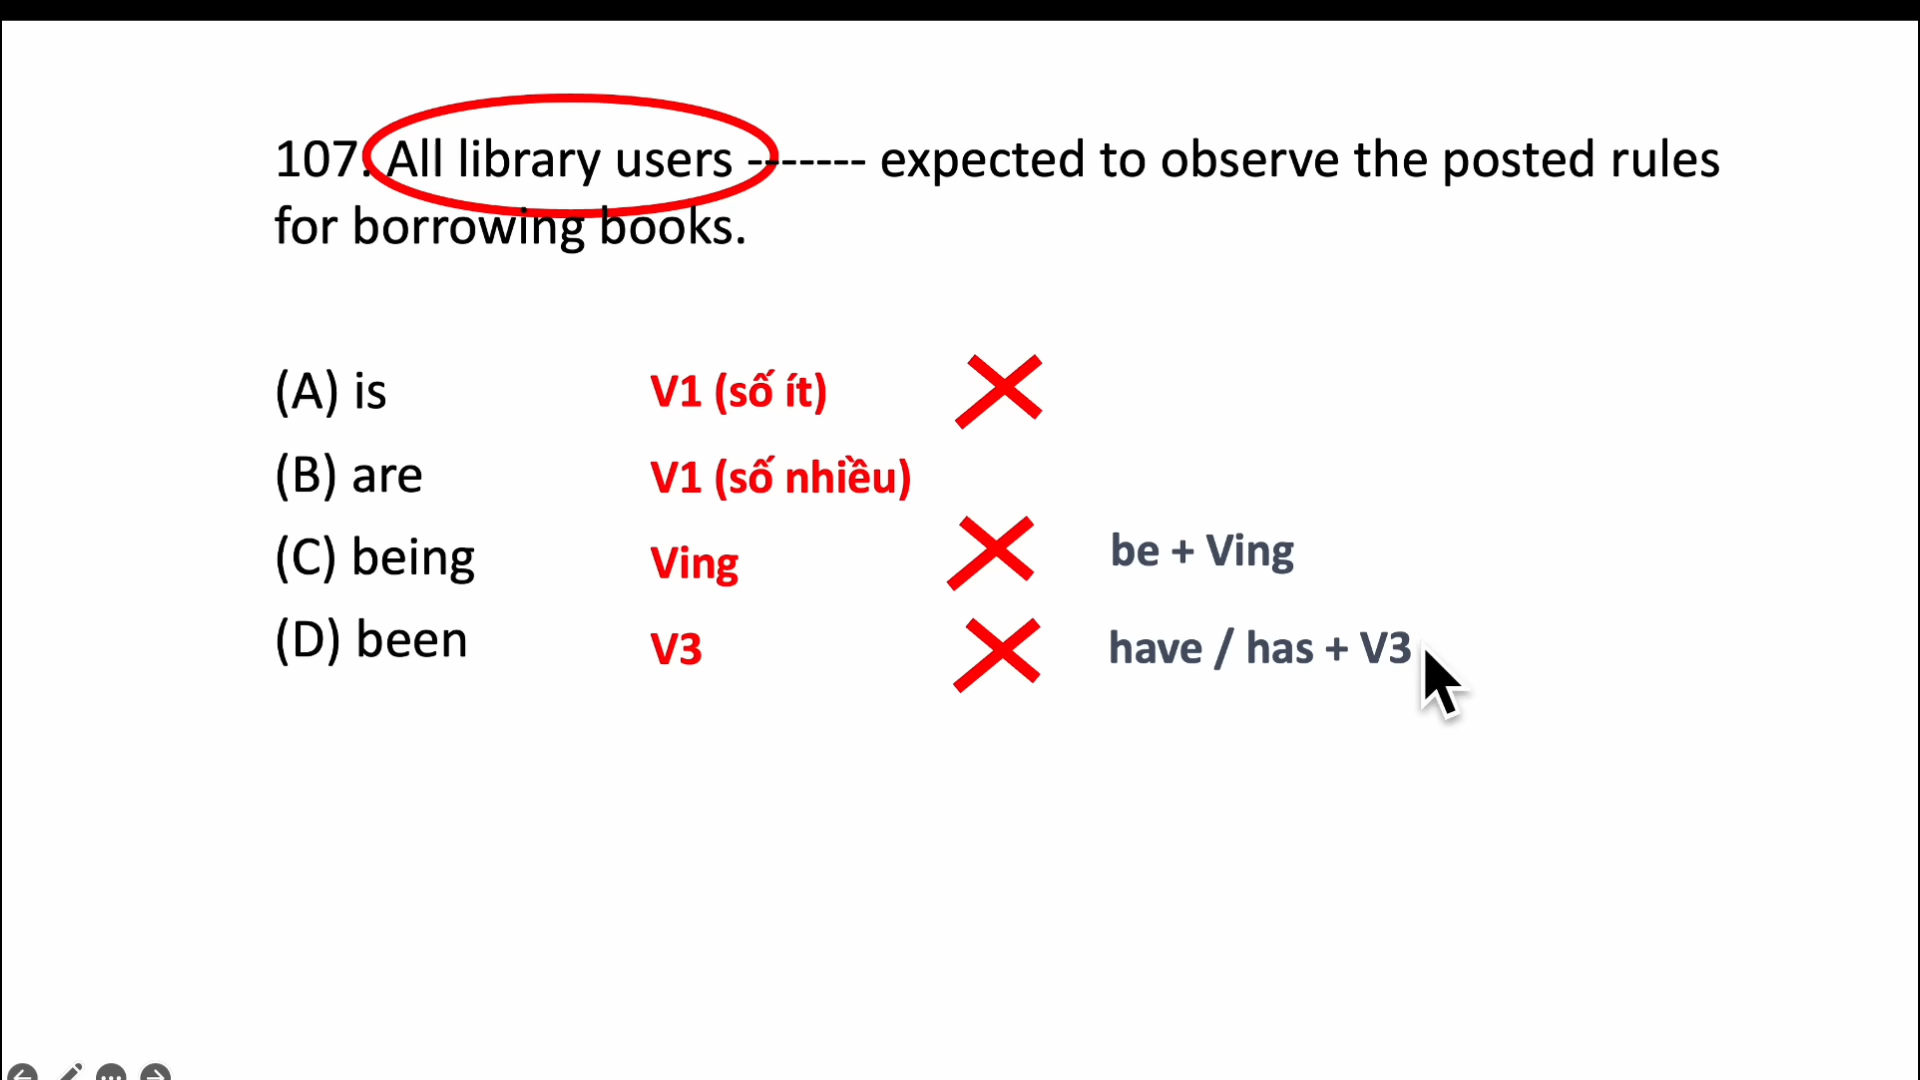 107. All library users ------- expected to observe the posted rules
for borrowing books.
(A) is V1 (số ít)
(B) are V1 (số nhiều)
(C) being Ving be + Ving
(D) been V3 have / has + V3